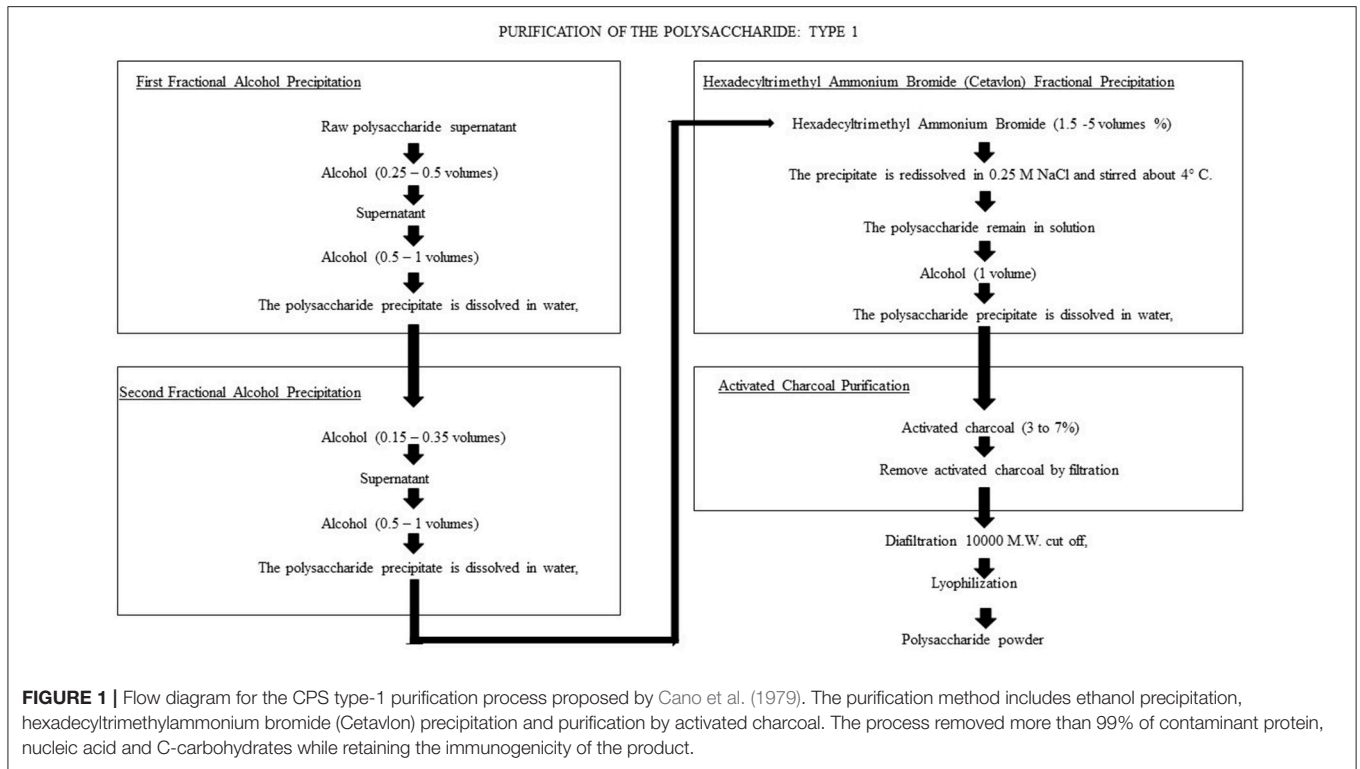 PURIFICATION OF THE POLYSACCHARIDE: TYPE 1
First Fractional Alcohol Precipitation
Raw polysaccharide supernatant
Alcohol (0.25 – 0.5 volumes)
Supernatant
Alcohol (0.5 – 1 volumes)
The polysaccharide precipitate is dissolved in water,
Second Fractional Alcohol Precipitation
Alcohol (0.15 – 0.35 volumes)
Supernatant
Alcohol (0.5 – 1 volumes)
The polysaccharide precipitate is dissolved in water,
Hexadecyltrimethyl Ammonium Bromide (Cetavlon) Fractional Precipitation
Hexadecyltrimethyl Ammonium Bromide (1.5 -5 volumes %)
The precipitate is redissolved in 0.25 M NaCl and stirred about 4° C.
The polysaccharide remain in solution
Alcohol (1 volume)
The polysaccharide precipitate is dissolved in water,
Activated Charcoal Purification
Activated charcoal (3 to 7%)
Remove activated charcoal by filtration
Diafiltration 10000 M.W. cut off,
Lyophilization
Polysaccharide powder
FIGURE 1 | Flow diagram for the CPS type-1 purification process proposed by Cano et al. (1979). The purification method includes ethanol precipitation,
hexadecyltrimethylammonium bromide (Cetavlon) precipitation and purification by activated charcoal. The process removed more than 99% of contaminant protein,
nucleic acid and C-carbohydrates while retaining the immunogenicity of the product.